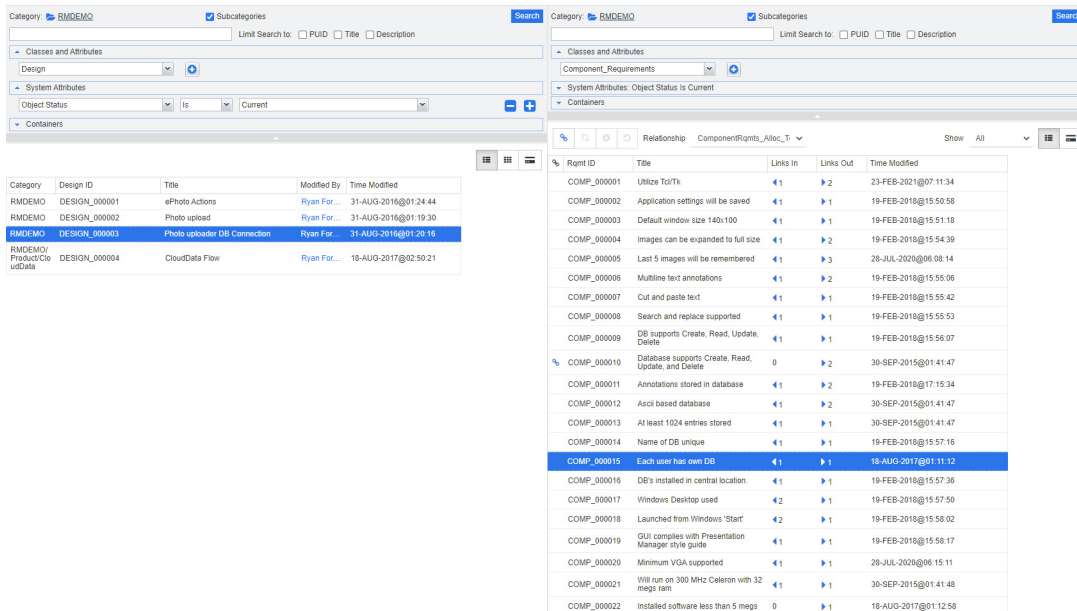 Category: RMDEMO Subcategories Search
Limit Search to: PUID Title Description
Classes and Attributes
Design
System Attributes
Object Status Is Current
Containers
Category Design ID Title Modified By Time Modified
RMDEMO DESIGN_000001 ePhoto Actions Ryan For... 31-AUG-2016@01:24:44
RMDEMO DESIGN_000002 Photo upload Ryan For... 31-AUG-2016@01:19:30
RMDEMO DESIGN_000003 Photo uploader DB Connection Ryan For... 31-AUG-2016@01:20:16
RMDEMO/
Product/Clo DESIGN_000004 CloudData Flow Ryan For... 18-AUG-2017@02:50:21
udData
Category: RMDEMO Subcategories Searc
Limit Search to: PUID Title Description
Classes and Attributes
Component_Requirements
System Attributes: Object Status Is Current
Containers
Relationship ComponentRqmts_Alloc_T Show All
Rqmt ID Title Links In Links Out Time Modified
COMP_000001 Utilize Tcl/Tk 1 2 23-FEB-2021@07:11:34
COMP_000002 Application settings will be saved 1 1 19-FEB-2018@15:50:58
COMP_000003 Default window size 140x100 1 1 19-FEB-2018@15:51:18
COMP_000004 Images can be expanded to full size 1 2 19-FEB-2018@15:54:39
COMP_000005 Last 5 images will be remembered 1 3 28-JUL-2020@06:08:14
COMP_000006 Multiline text annotations 1 2 19-FEB-2018@15:55:06
COMP_000007 Cut and paste text 1 1 19-FEB-2018@15:55:42
COMP_000008 Search and replace supported 1 1 19-FEB-2018@15:55:53
COMP_000009 DB supports Create, Read, Update, 1 1 19-FEB-2018@15:56:07
Delete
COMP_000010 Database supports Create, Read, 0 2 30-SEP-2015@01:41:47
Update, and Delete
COMP_000011 Annotations stored in database 1 2 19-FEB-2018@17:15:34
COMP_000012 Ascii based database 1 2 30-SEP-2015@01:41:47
COMP_000013 At least 1024 entries stored 1 1 30-SEP-2015@01:41:47
COMP_000014 Name of DB unique 1 1 19-FEB-2018@15:57:16
COMP_000015 Each user has own DB 1 1 18-AUG-2017@01:11:12
COMP_000016 DB's installed in central location. 1 1 19-FEB-2018@15:57:36
COMP_000017 Windows Desktop used 2 1 19-FEB-2018@15:57:50
COMP_000018 Launched from Windows 'Start' 2 1 19-FEB-2018@15:58:02
COMP_000019 GUI complies with Presentation 1 1 19-FEB-2018@15:58:17
Manager style guide
COMP_000020 Minimum VGA supported 1 1 28-JUL-2020@06:15:11
COMP_000021 Will run on 300 MHz Celeron with 32 1 1 30-SEP-2015@01:41:48
megs ram
COMP_000022 Installed software less than 5 megs 0 1 18-AUG-2017@01:12:58